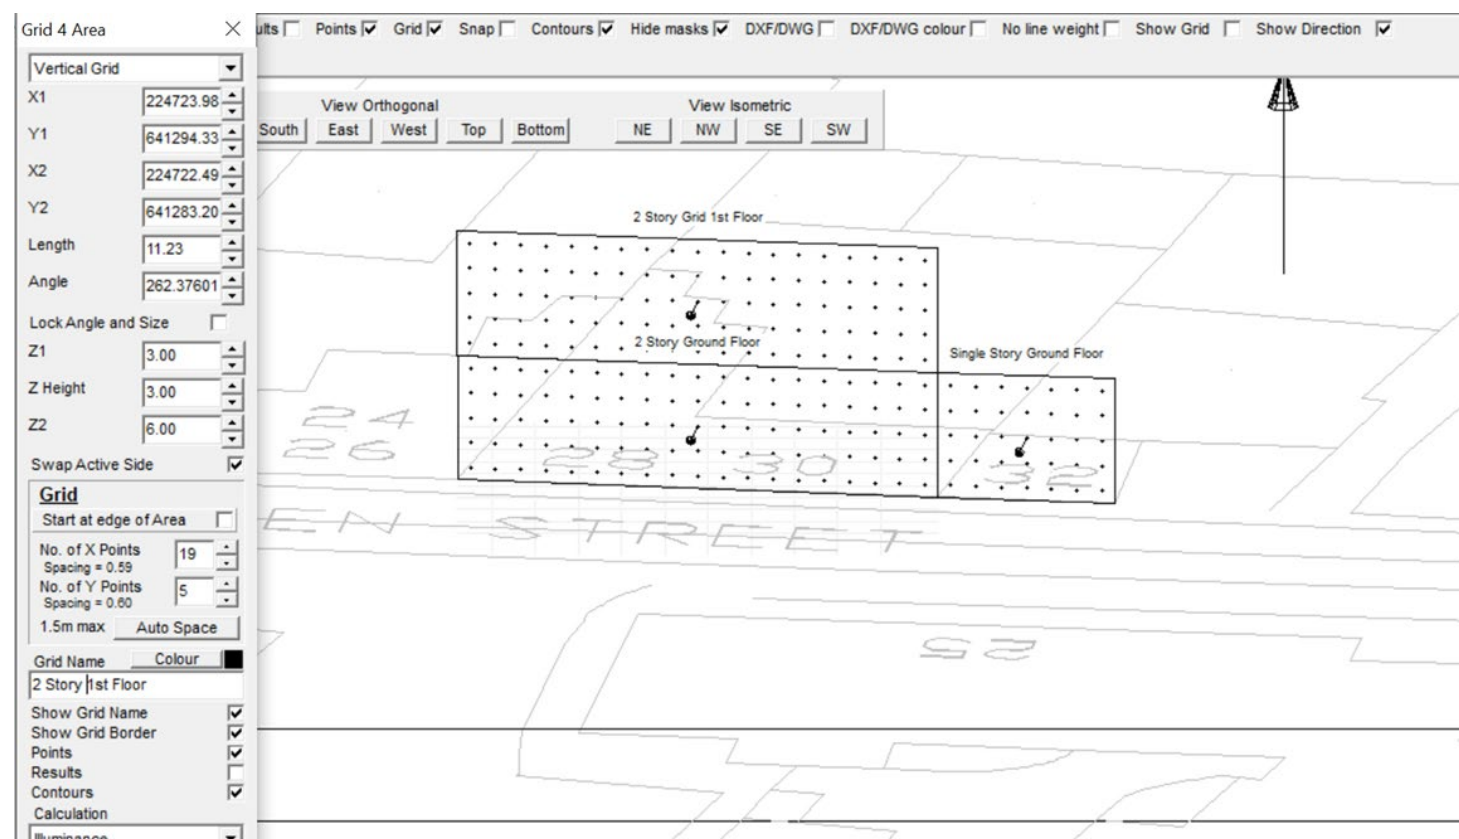 Grid 4 Area
Points Grid Snap Contours Hide masks DXF/DWG DXF/DWG colour No line weight Show Grid Show Direction
Vertical Grid
X1 224723.98
Y1 641294.33
X2 224722.49
Y2 641283.20
Length 11.23
Angle 262.37601
Lock Angle and Size
Z1 3.00
Z Height 3.00
Z2 6.00
Swap Active Side
Grid
Start at edge of Area
No. of X Points 19
Spacing = 0.59
No. of Y Points 5
Spacing = 0.60
1.5m max Auto Space
Grid Name Colour
2 Story 1st Floor
Show Grid Name
Show Grid Border
Points
Results
Contours
Calculation
Illuminance
View Orthogonal View Isometric
South East West Top Bottom NE NW SE SW
2 Story Grid 1st Floor
2 Story Ground Floor
Single Story Ground Floor
24
26 28 30 32
EN STREET
25